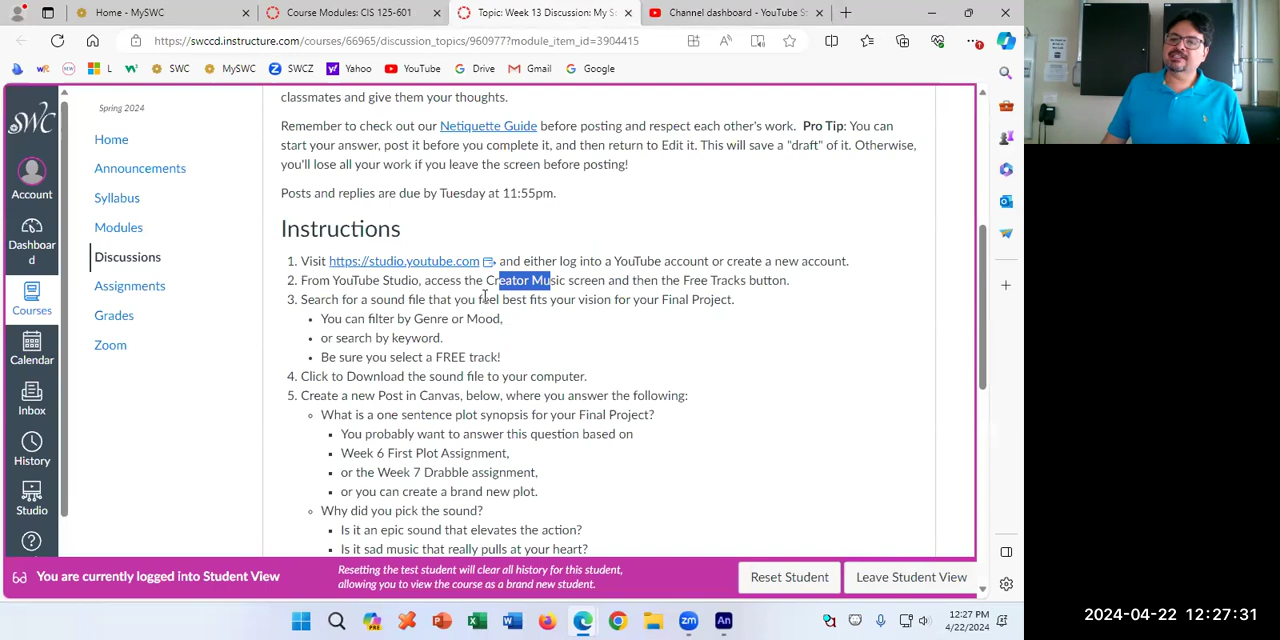 Home - MySWC
Course Modules: CIS 125-601
Topic: Week 13 Discussion: My S
Channel dashboard - YouTube S
https://swccd.instructure.com/courses/66965/discussion_topics/960977?module_item_id=3904415
L
SWC
MySWC
SWCZ
Yahoo
YouTube
Drive
Gmail
Google
SWC
Account
Dashboar
d
Courses
Calendar
Inbox
History
Studio
Spring 2024
Home
Announcements
Syllabus
Modules
Discussions
Assignments
Grades
Zoom
classmates and give them your thoughts.
Remember to check out our Netiquette Guide before posting and respect each other's work. Pro Tip: You can
start your answer, post it before you complete it, and then return to Edit it. This will save a "draft" of it. Otherwise,
you'll lose all your work if you leave the screen before posting!
Posts and replies are due by Tuesday at 11:55pm.
Instructions
1. Visit https://studio.youtube.com and either log into a YouTube account or create a new account.
2. From YouTube Studio, access the Creator Music screen and then the Free Tracks button.
3. Search for a sound file that you feel best fits your vision for your Final Project.
• You can filter by Genre or Mood,
• or search by keyword.
• Be sure you select a FREE track!
4. Click to Download the sound file to your computer.
5. Create a new Post in Canvas, below, where you answer the following:
◦ What is a one sentence plot synopsis for your Final Project?
▪ You probably want to answer this question based on
▪ Week 6 First Plot Assignment,
▪ or the Week 7 Drabble assignment,
▪ or you can create a brand new plot.
◦ Why did you pick the sound?
▪ Is it an epic sound that elevates the action?
▪ Is it sad music that really pulls at your heart?
You are currently logged into Student View
Resetting the test student will clear all history for this student,
allowing you to view the course as a brand new student.
Reset Student
Leave Student View
12:27 PM
4/22/2024
2024-04-22 12:27:31